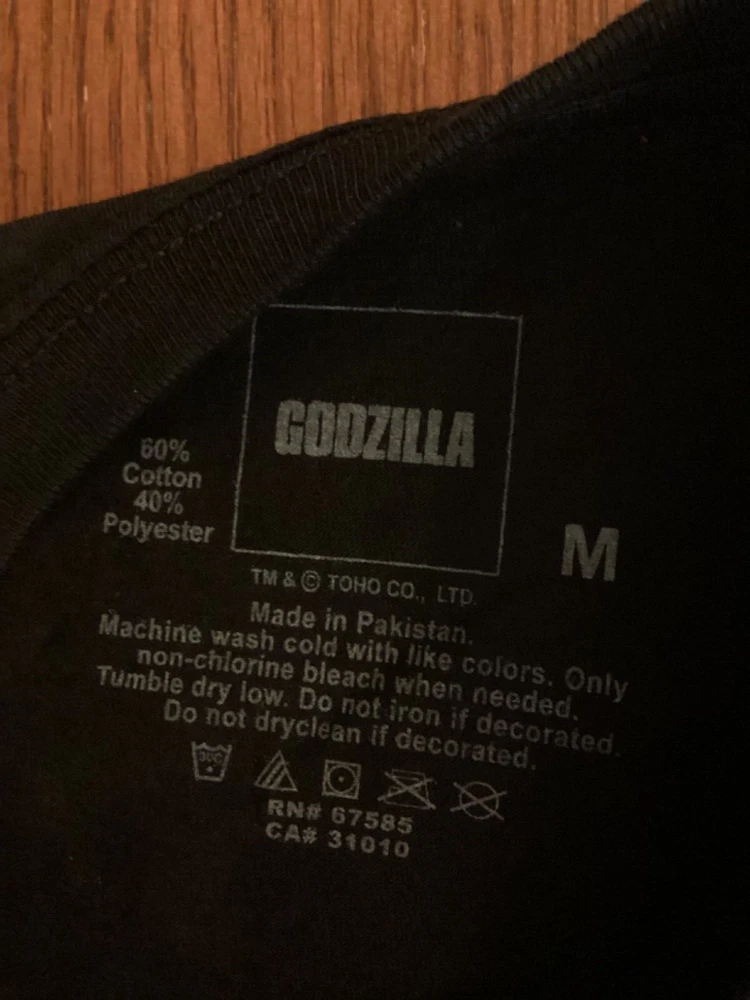 GODZILLA
60%
Cotton
40%
Polyester
M
TM & © TOHO CO., LTD.
Made in Pakistan.
Machine wash cold with like colors. Only
non-chlorine bleach when needed.
Tumble dry low. Do not iron if decorated.
Do not dryclean if decorated.
30C
RN# 67585
CA# 31010